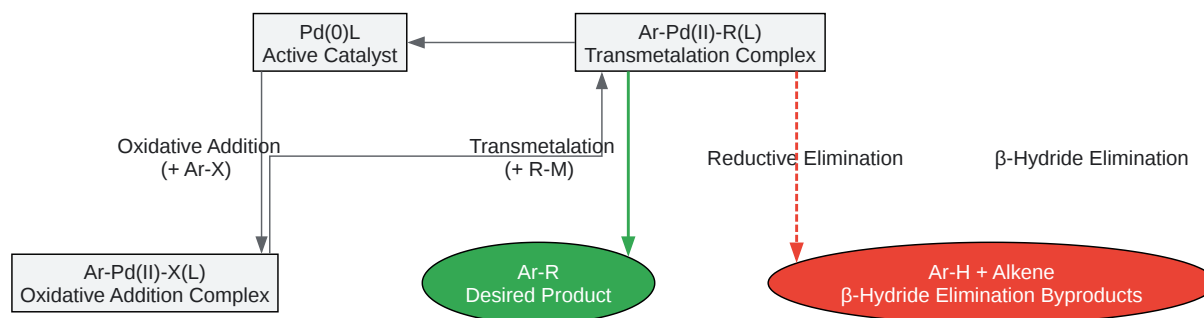 Pd(0)L
Active Catalyst
Ar-Pd(II)-R(L)
Transmetalation Complex
Oxidative Addition
(+ Ar-X)
Transmetalation
(+ R-M)
Reductive Elimination
β-Hydride Elimination
Ar-Pd(II)-X(L)
Oxidative Addition Complex
Ar-R
Desired Product
Ar-H + Alkene
β-Hydride Elimination Byproducts